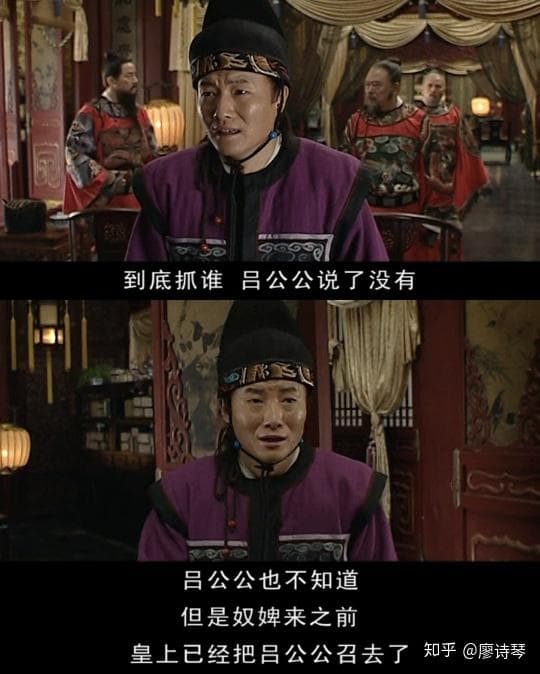 到底抓谁 吕公公说了没有
吕公公也不知道
但是奴婢来之前
皇上已经把吕公公召去了
知乎 @廖诗琴